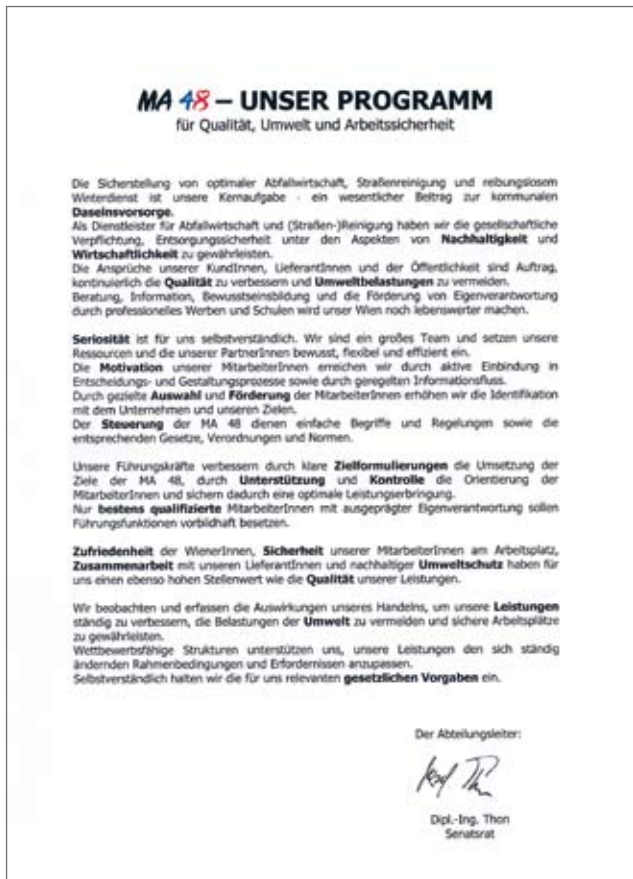 MA 48 – UNSER PROGRAMM
für Qualität, Umwelt und Arbeitssicherheit
Die Sicherstellung von optimaler Abfallwirtschaft, Straßenreinigung und reibungslosem
Winterdienst ist unsere Kernaufgabe - ein wesentlicher Beitrag zur kommunalen
Daseinsvorsorge.
Als Dienstleister für Abfallwirtschaft und (Straßen-)Reinigung haben wir die gesellschaftliche
Verpflichtung, Entsorgungssicherheit unter den Aspekten von Nachhaltigkeit und
Wirtschaftlichkeit zu gewährleisten.
Die Ansprüche unserer KundInnen, LieferantInnen und der Öffentlichkeit sind Auftrag,
kontinuierlich die Qualität zu verbessern und Umweltbelastungen zu vermeiden.
Beratung, Information, Bewusstseinsbildung und die Förderung von Eigenverantwortung
durch professionelles Werben und Schulen wird unser Wien noch lebenswerter machen.
Seriosität ist für uns selbstverständlich. Wir sind ein großes Team und setzen unsere
Ressourcen und die unserer PartnerInnen bewusst, flexibel und effizient ein.
Die Motivation unserer MitarbeiterInnen erreichen wir durch aktive Einbindung in
Entscheidungs- und Gestaltungsprozesse sowie durch geregelten Informationsfluss.
Durch gezielte Auswahl und Förderung der MitarbeiterInnen erhöhen wir die Identifikation
mit dem Unternehmen und unseren Zielen.
Der Steuerung der MA 48 dienen einfache Begriffe und Regelungen sowie die
entsprechenden Gesetze, Verordnungen und Normen.
Unsere Führungskräfte verbessern durch klare Zielformulierungen die Umsetzung der
Ziele der MA 48, durch Unterstützung und Kontrolle die Orientierung der
MitarbeiterInnen und sichern dadurch eine optimale Leistungserbringung.
Nur bestens qualifizierte MitarbeiterInnen mit ausgeprägter Eigenverantwortung sollen
Führungsfunktionen vorbildhaft besetzen.
Zufriedenheit der WienerInnen, Sicherheit unserer MitarbeiterInnen am Arbeitsplatz,
Zusammenarbeit mit unseren LieferantInnen und nachhaltiger Umweltschutz haben für
uns einen ebenso hohen Stellenwert wie die Qualität unserer Leistungen.
Wir beobachten und erfassen die Auswirkungen unseres Handelns, um unsere Leistungen
ständig zu verbessern, die Belastungen der Umwelt zu vermeiden und sichere Arbeitsplätze
zu gewährleisten.
Wettbewerbsfähige Strukturen unterstützen uns, unsere Leistungen den sich ständig
ändernden Rahmenbedingungen und Erfordernissen anzupassen.
Selbstverständlich halten wir die für uns relevanten gesetzlichen Vorgaben ein.
Der Abteilungsleiter:
Dipl.-Ing. Thon
Senatsrat